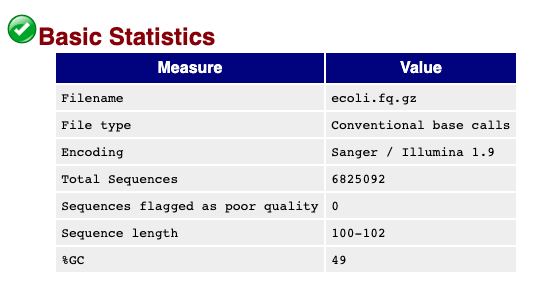 Basic Statistics
Measure Value
Filename ecoli.fq.gz
File type Conventional base calls
Encoding Sanger / Illumina 1.9
Total Sequences 6825092
Sequences flagged as poor quality 0
Sequence length 100-102
%GC 49